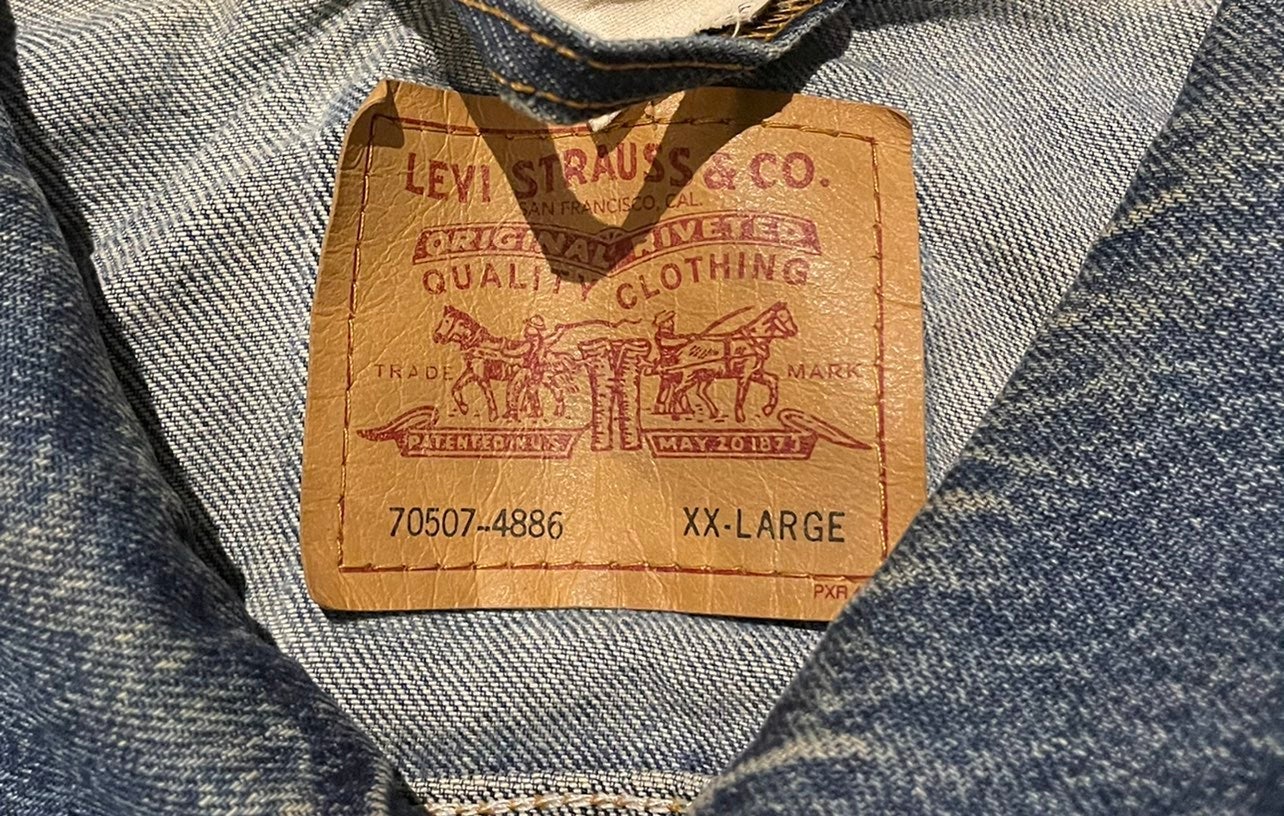 LEVI STRAUSS & CO.
SAN FRANCISCO, CAL.
ORIGINAL RIVETED
QUALITY CLOTHING
TRADE MARK
PATENTED IN U.S. MAY 20 1873
70507-4886 XX-LARGE
PXR